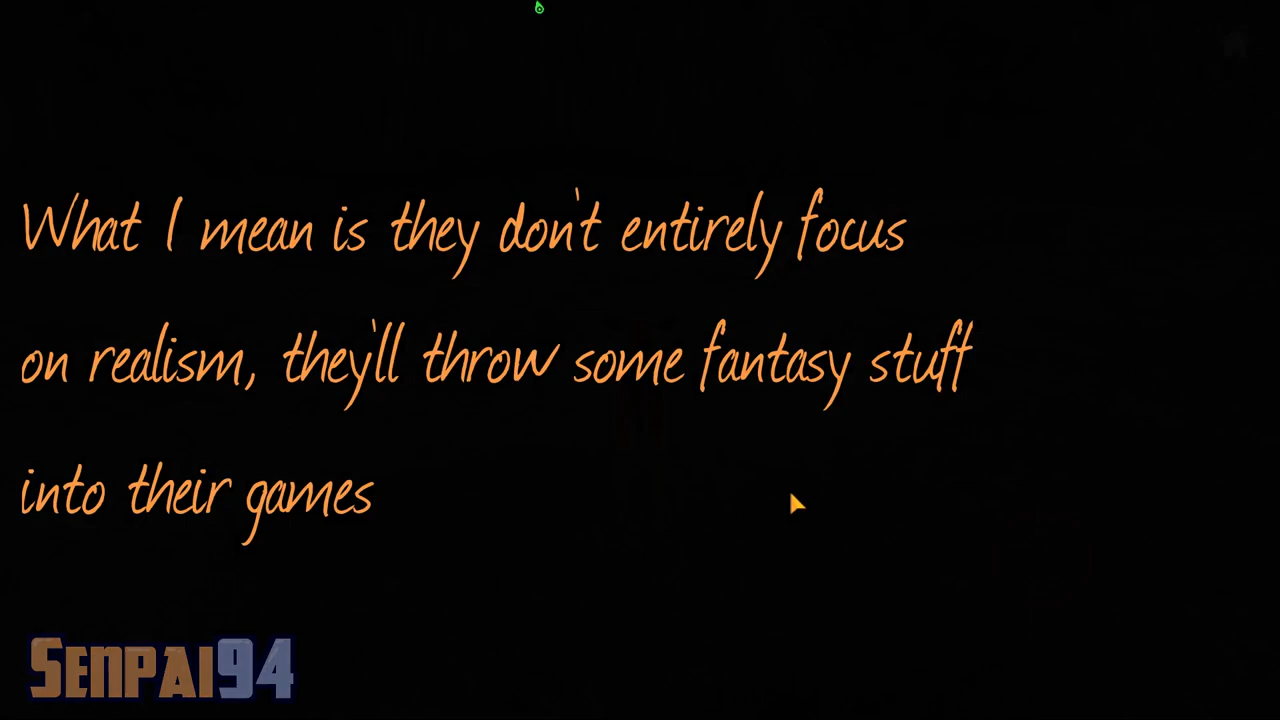 What I mean is they don't entirely focus
on realism, they'll throw some fantasy stuff
into their games
SENPAI94